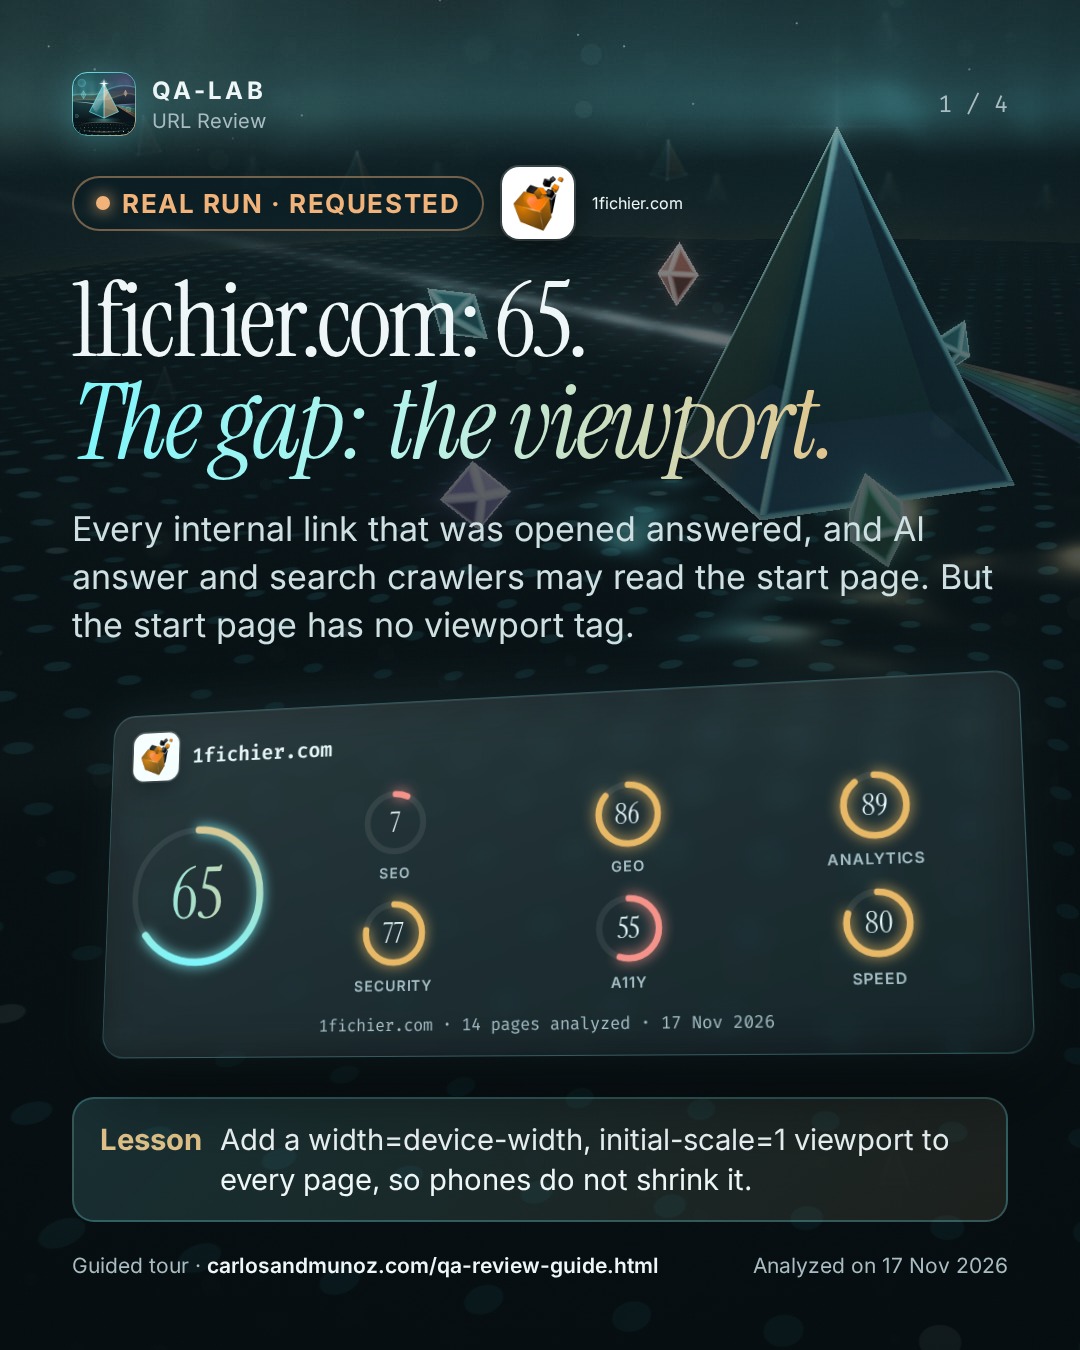 QA-LAB
URL Review
1 / 4
REAL RUN · REQUESTED
1fichier.com
1fichier.com: 65.
The gap: the viewport.
Every internal link that was opened answered, and AI
answer and search crawlers may read the start page. But
the start page has no viewport tag.
1fichier.com
65
7
SEO
86
GEO
89
ANALYTICS
77
SECURITY
55
A11Y
80
SPEED
1fichier.com · 14 pages analyzed · 17 Nov 2026
Lesson Add a width=device-width, initial-scale=1 viewport to
every page, so phones do not shrink it.
Guided tour · carlosandmunoz.com/qa-review-guide.html
Analyzed on 17 Nov 2026